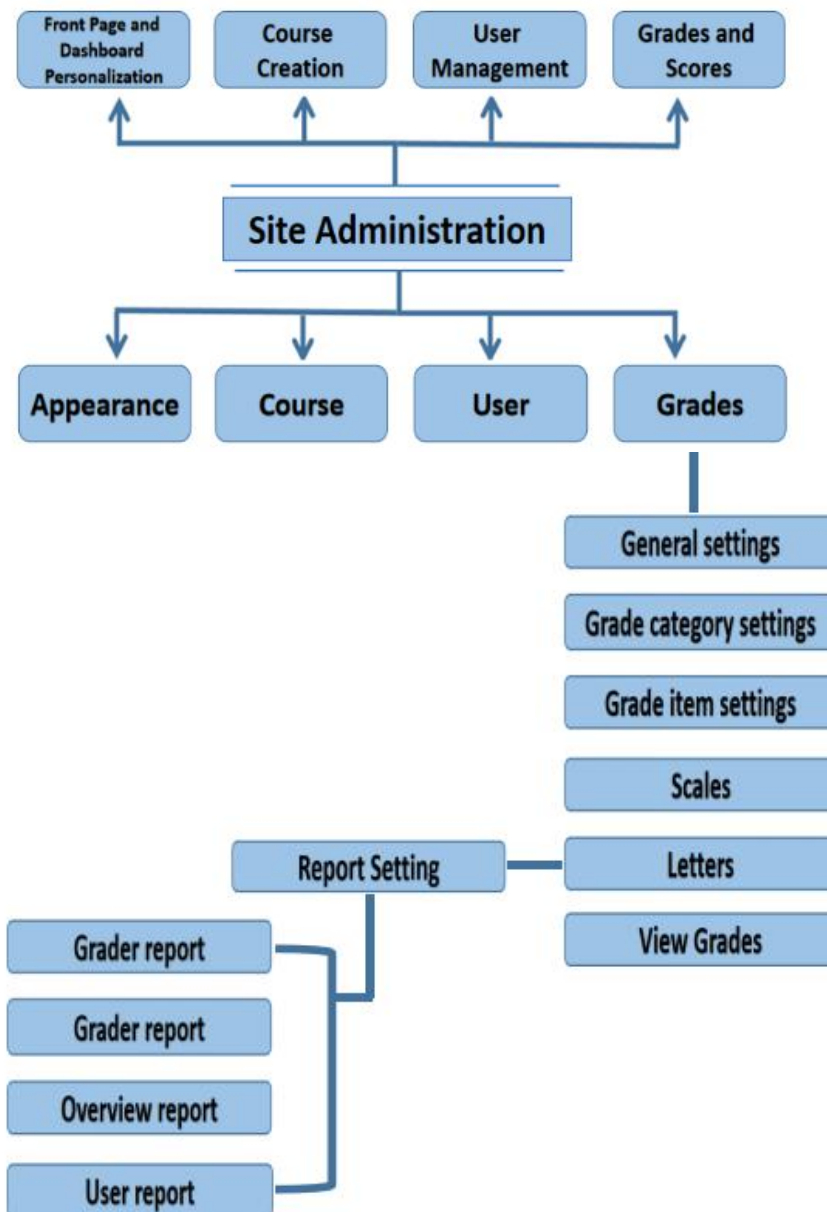 Front Page and
Dashboard
Personalization
Course
Creation
User
Management
Grades and
Scores
Site Administration
Appearance
Course
User
Grades
General settings
Grade category settings
Grade item settings
Scales
Report Setting
Letters
View Grades
Grader report
Grader report
Overview report
User report